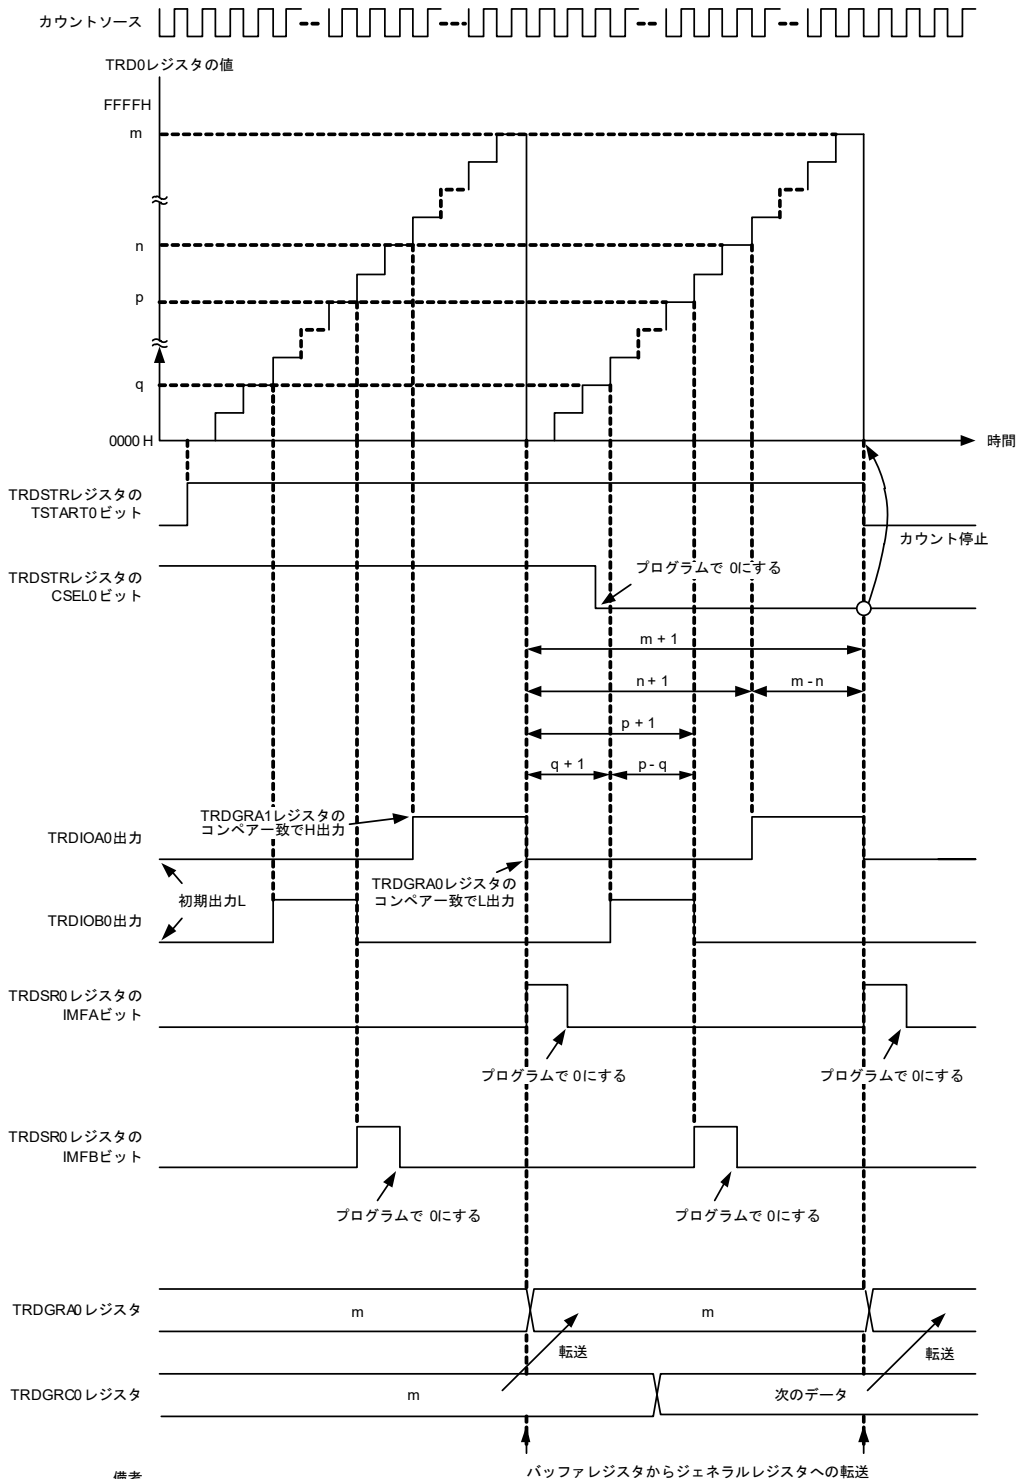 カウントソース
TRD0レジスタの値
FFFFH
m
n
p
q
0000 H
時間
TRDSTRレジスタの
TSTART0ビット
カウント停止
TRDSTRレジスタの
CSEL0ビット
プログラムで 0にする
m + 1
n + 1
m - n
p + 1
q + 1
p - q
TRDGRA1レジスタの
コンペア一致でH出力
TRDIOA0出力
TRDGRA0レジスタの
コンペア一致でL出力
初期出力L
TRDIOB0出力
TRDSR0レジスタの
IMFAビット
プログラムで 0にする
プログラムで 0にする
TRDSR0レジスタの
IMFBビット
プログラムで 0にする
プログラムで 0にする
TRDGRA0レジスタ
m
m
転送
転送
TRDGRC0レジスタ
m
次のデータ
バッファレジスタからジェネラルレジスタへの転送
備考